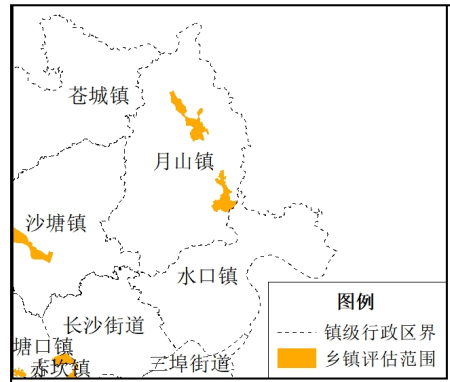 苍城镇
月山镇
沙塘镇
水口镇
长沙街道
塘口镇
赤坎镇
三埠街道
图例
镇级行政区界
乡镇评估范围